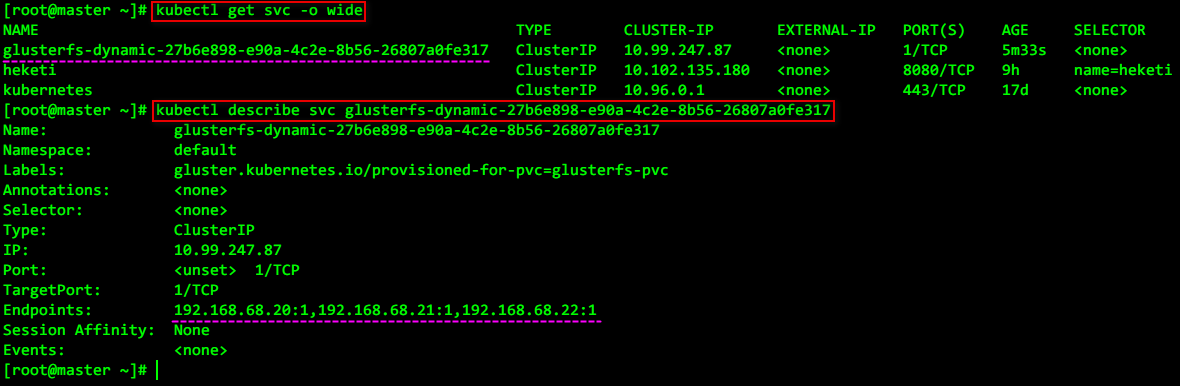 [root@master ~]# kubectl get svc -o wide
NAME TYPE CLUSTER-IP EXTERNAL-IP PORT(S) AGE SELECTOR
glusterfs-dynamic-27b6e898-e90a-4c2e-8b56-26807a0fe317 ClusterIP 10.99.247.87 <none> 1/TCP 5m33s <none>
heketi ClusterIP 10.102.135.180 <none> 8080/TCP 9h name=heketi
kubernetes ClusterIP 10.96.0.1 <none> 443/TCP 17d <none>
[root@master ~]# kubectl describe svc glusterfs-dynamic-27b6e898-e90a-4c2e-8b56-26807a0fe317
Name: glusterfs-dynamic-27b6e898-e90a-4c2e-8b56-26807a0fe317
Namespace: default
Labels: gluster.kubernetes.io/provisioned-for-pvc=glusterfs-pvc
Annotations: <none>
Selector: <none>
Type: ClusterIP
IP: 10.99.247.87
Port: <unset> 1/TCP
TargetPort: 1/TCP
Endpoints: 192.168.68.20:1,192.168.68.21:1,192.168.68.22:1
Session Affinity: None
Events: <none>
[root@master ~]#